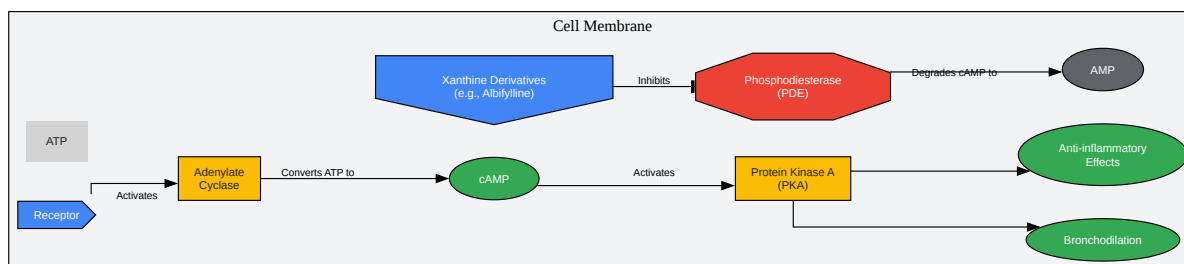 Cell Membrane
Xanthine Derivatives
(e.g., Albifylline)
Inhibits
Phosphodiesterase
(PDE)
Degrades cAMP to
AMP
ATP
Receptor
Activates
Adenylate
Cyclase
Converts ATP to
cAMP
Activates
Protein Kinase A
(PKA)
Anti-inflammatory
Effects
Bronchodilation